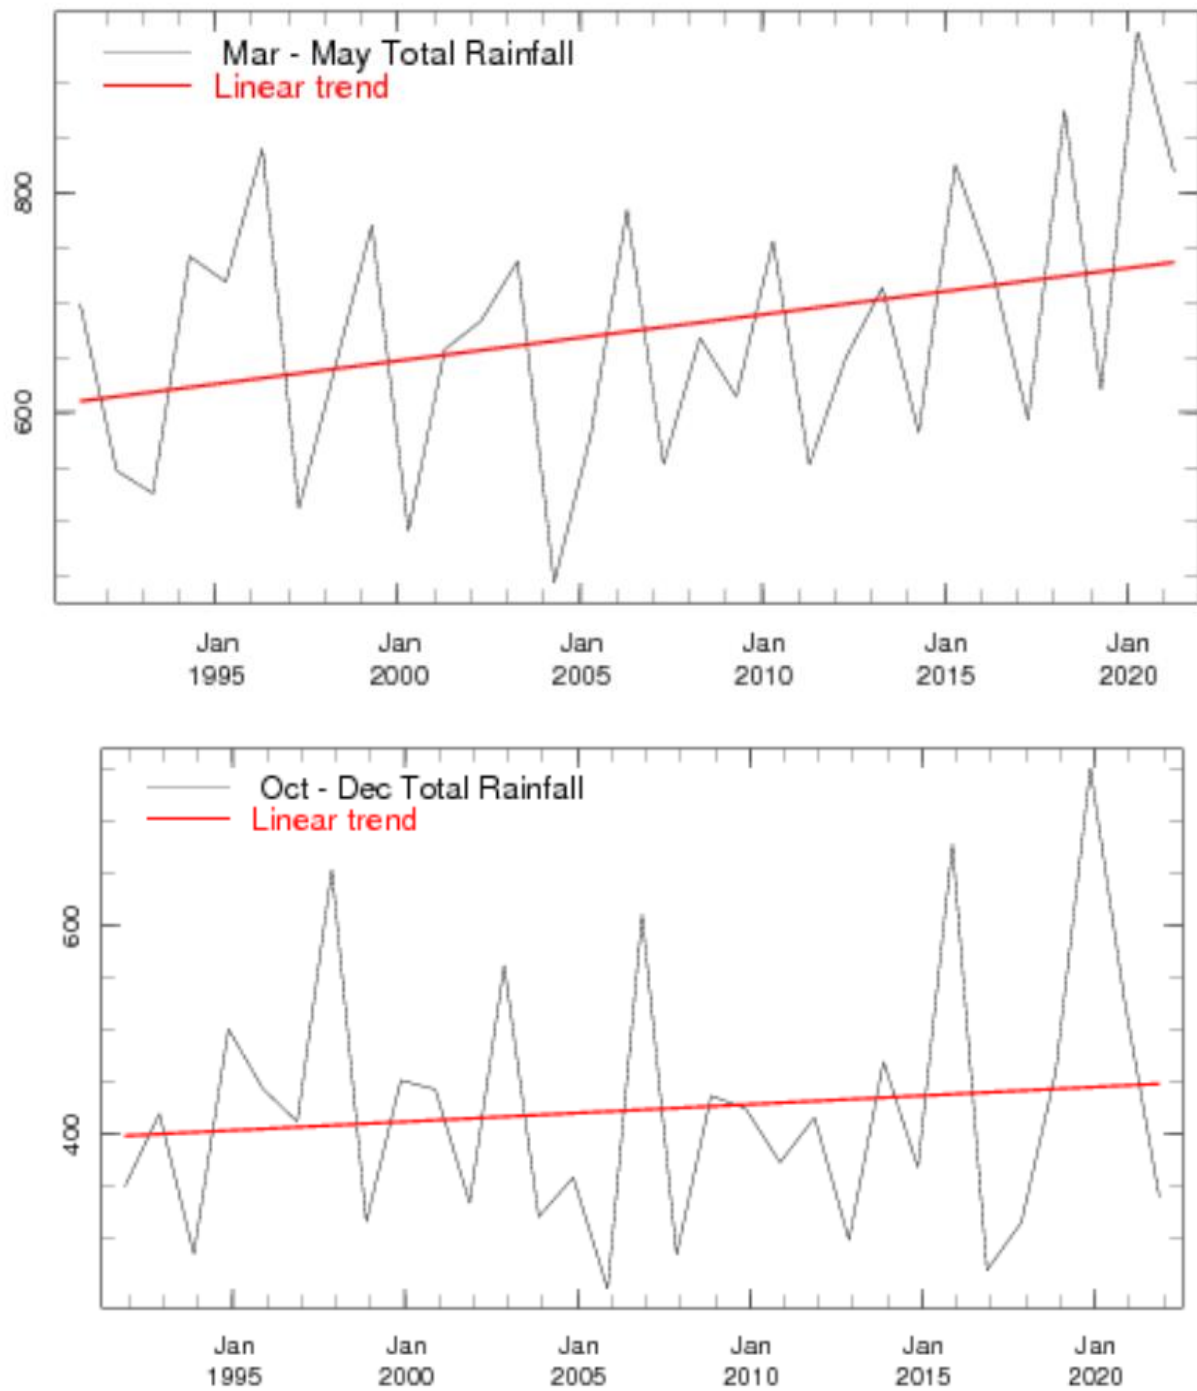 Mar - May Total Rainfall
Linear trend
800
600
Jan Jan Jan Jan Jan Jan
1995 2000 2005 2010 2015 2020
Oct - Dec Total Rainfall
Linear trend
600
400
Jan Jan Jan Jan Jan Jan
1995 2000 2005 2010 2015 2020